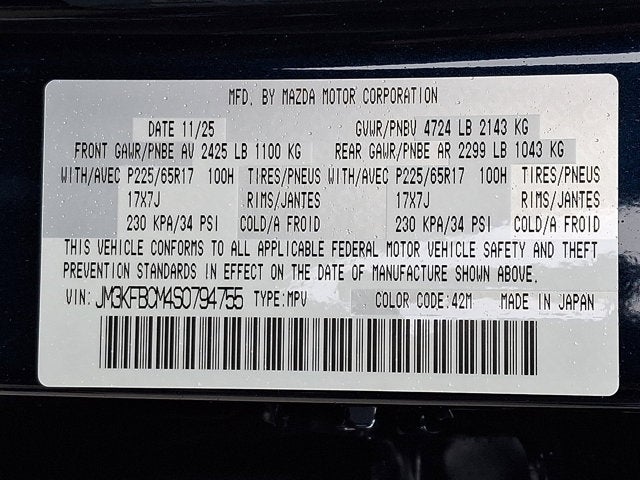 MFD. BY MAZDA MOTOR CORPORATION
DATE 11/25 GVWR/PNBV 4724 LB 2143 KG
FRONT GAWR/PNBE AV 2425 LB 1100 KG REAR GAWR/PNBE AR 2299 LB 1043 KG
WITH/AVEC P225/65R17 100H TIRES/PNEUS WITH/AVEC P225/65R17 100H TIRES/PNEUS
17X7J RIMS/JANTES 17X7J RIMS/JANTES
230 KPA/34 PSI COLD/A FROID 230 KPA/34 PSI COLD/A FROID
THIS VEHICLE CONFORMS TO ALL APPLICABLE FEDERAL MOTOR VEHICLE SAFETY AND THEFT
PREVENTION STANDARDS IN EFFECT ON THE DATE OF MANUFACTURE SHOWN ABOVE.
VIN: JM3KFBCM4S0794755 TYPE:MPV COLOR CODE:42M MADE IN JAPAN